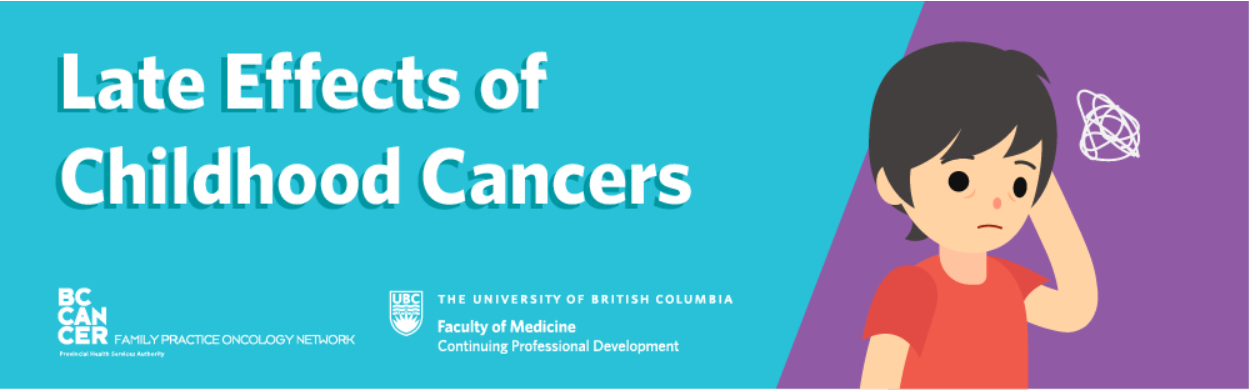 Late Effects of
Childhood Cancers
BC
CAN
CER FAMILY PRACTICE ONCOLOGY NETWORK
Provincial Health Services Authority
UBC
THE UNIVERSITY OF BRITISH COLUMBIA
Faculty of Medicine
Continuing Professional Development